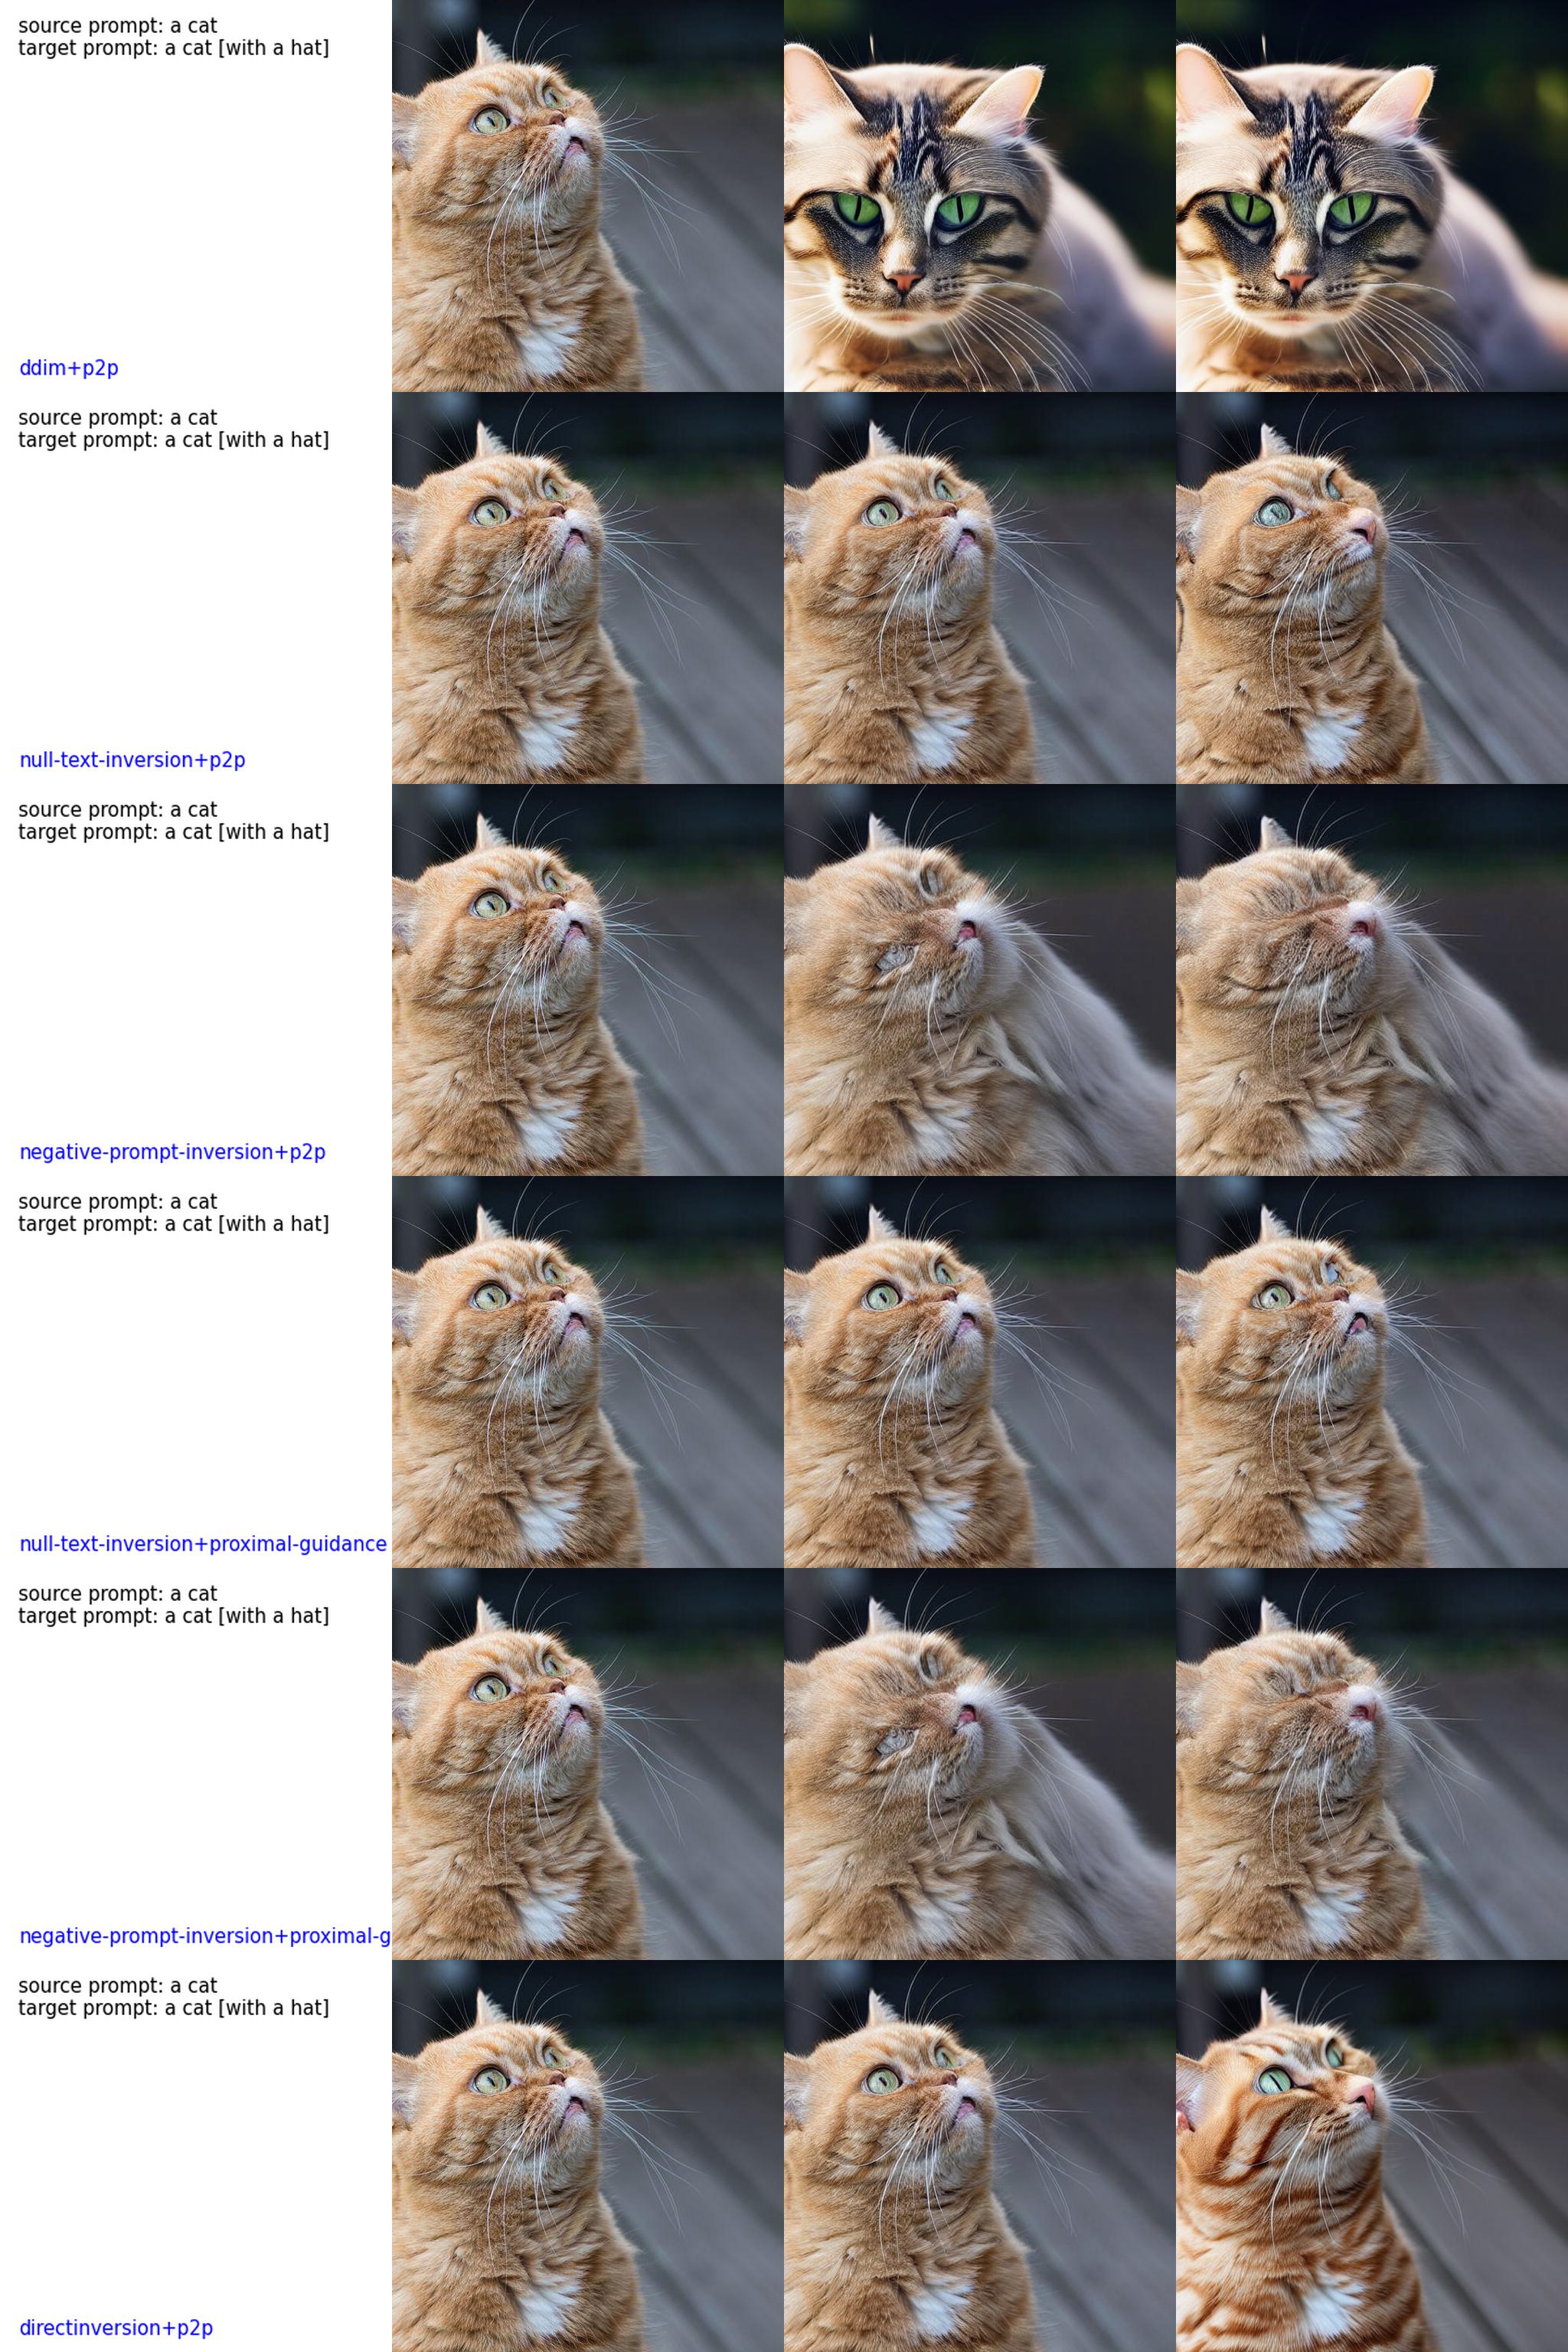 source prompt: a cat
target prompt: a cat [with a hat]
ddim+p2p
source prompt: a cat
target prompt: a cat [with a hat]
null-text-inversion+p2p
source prompt: a cat
target prompt: a cat [with a hat]
negative-prompt-inversion+p2p
source prompt: a cat
target prompt: a cat [with a hat]
null-text-inversion+proximal-guidance
source prompt: a cat
target prompt: a cat [with a hat]
negative-prompt-inversion+proximal-g
source prompt: a cat
target prompt: a cat [with a hat]
directinversion+p2p